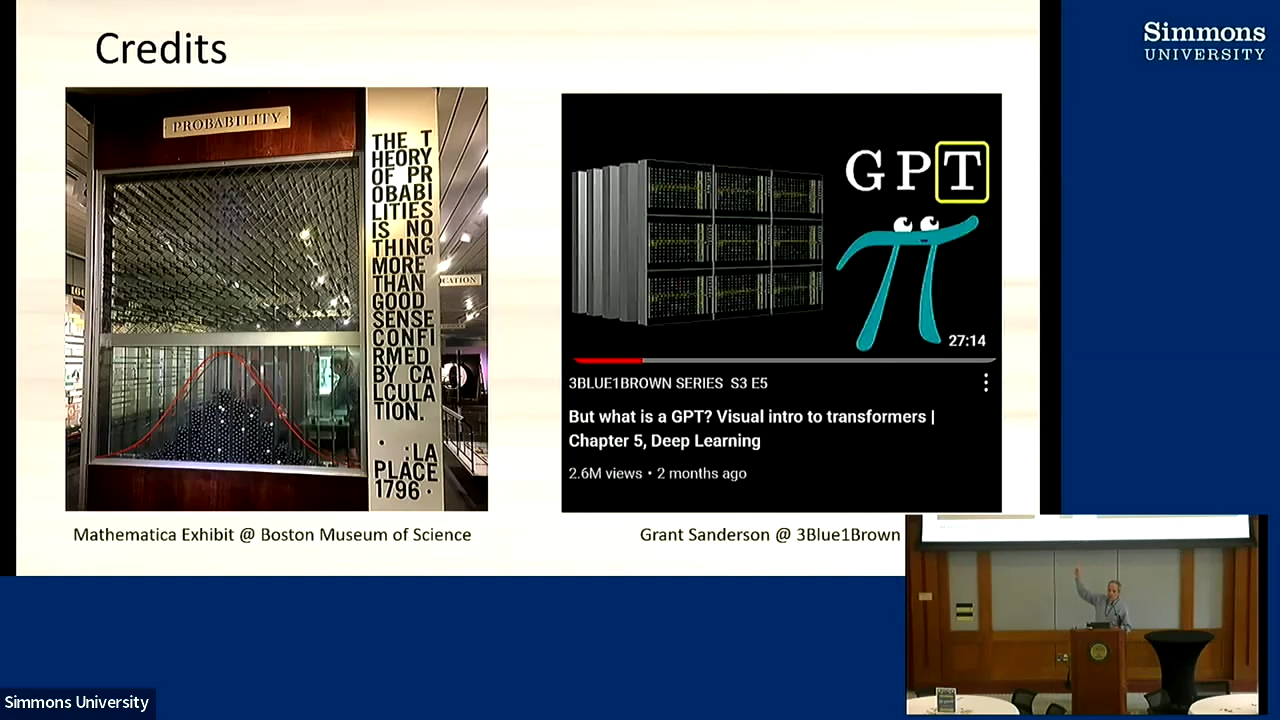 Credits
Simmons
UNIVERSITY
PROBABILITY
THE T
HEORY
OF PR
OBABI
LITIES
IS NO
THING
MORE
THAN
GOOD
SENSE
CONFI
RMED
BY CA
LCULA
TION.
:LA
PLACE
1796
GPT
27:14
3BLUE1BROWN SERIES S3 E5
But what is a GPT? Visual intro to transformers |
Chapter 5, Deep Learning
2.6M views • 2 months ago
Mathematica Exhibit @ Boston Museum of Science
Grant Sanderson @ 3Blue1Brown
Simmons University